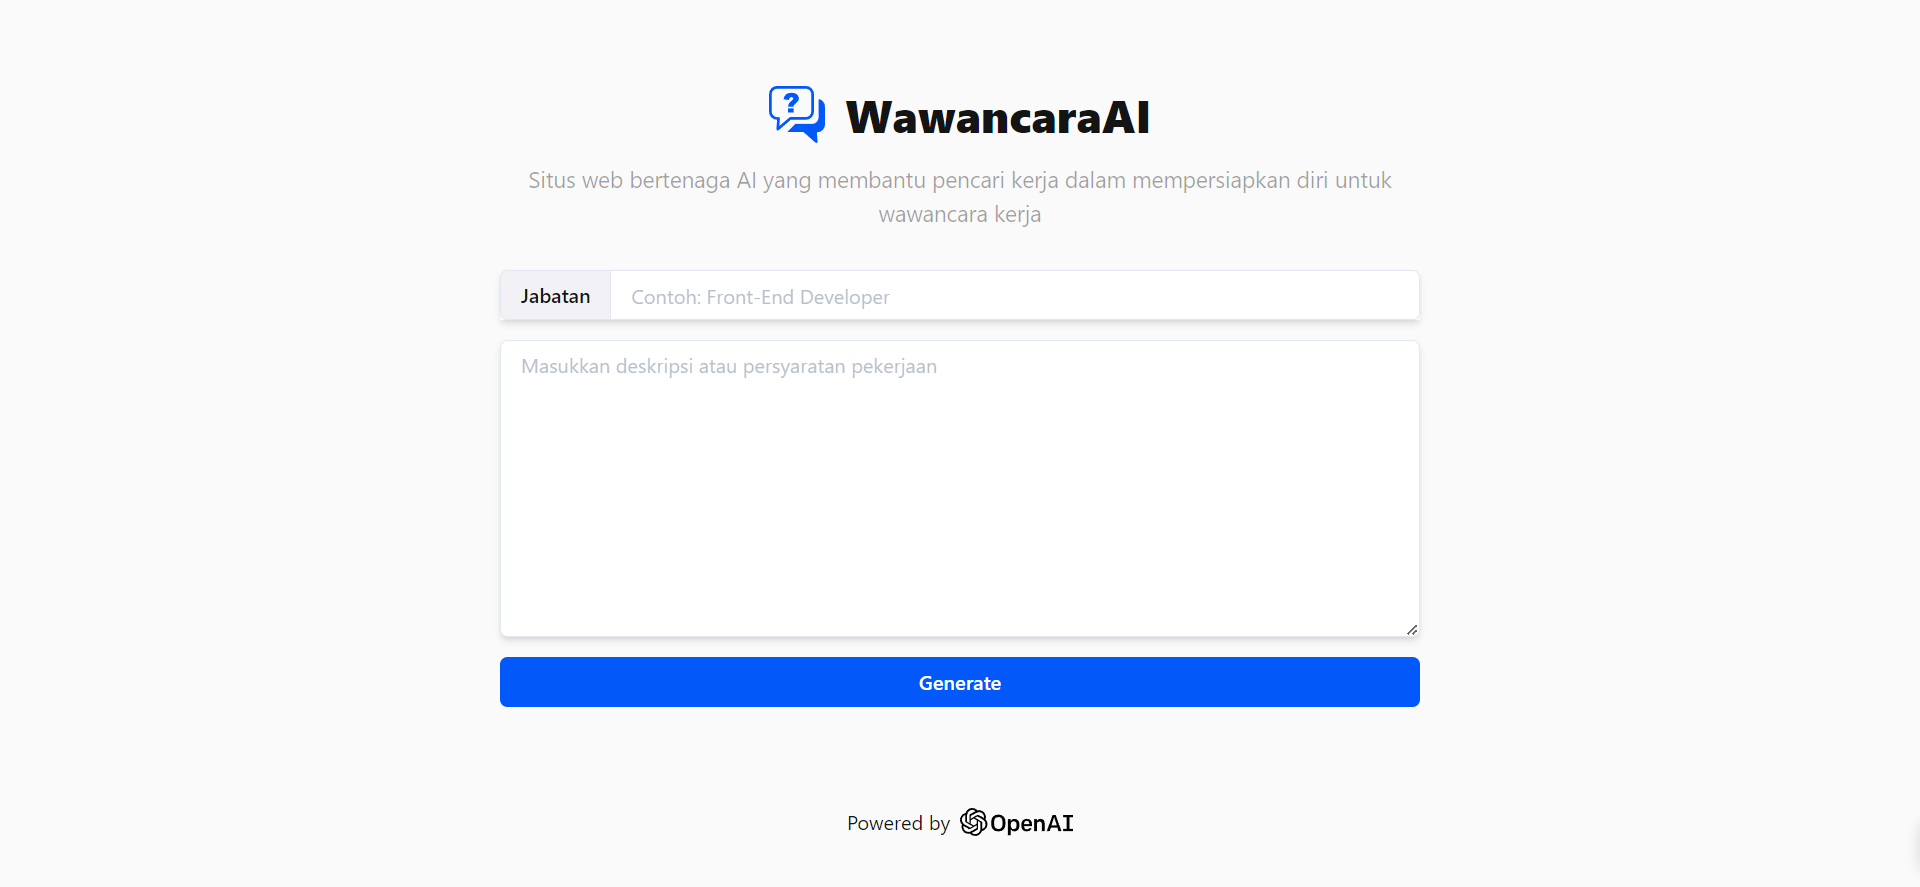 ?
WawancaraAI
Situs web bertenaga AI yang membantu pencari kerja dalam mempersiapkan diri untuk
wawancara kerja
Jabatan
Contoh: Front-End Developer
Masukkan deskripsi atau persyaratan pekerjaan
Generate
Powered by OpenAI